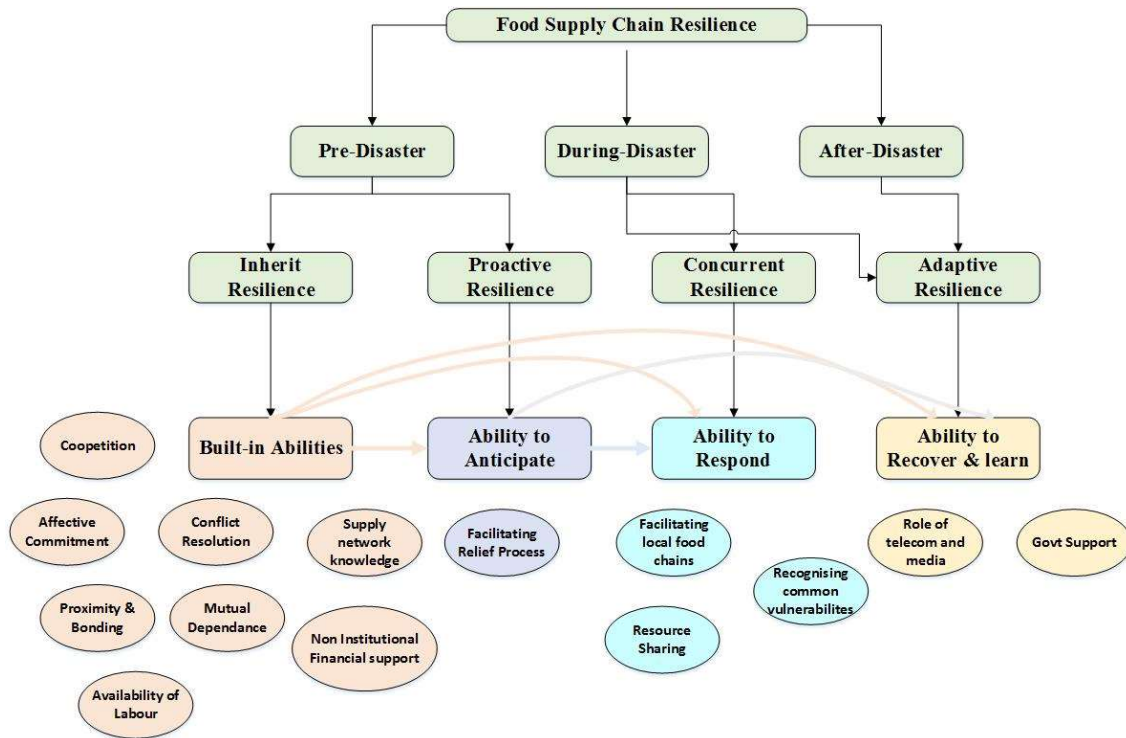 Food Supply Chain Resilience
Pre-Disaster
During-Disaster
After-Disaster
Inherit
Resilience
Proactive
Resilience
Concurrent
Resilience
Adaptive
Resilience
Built-in Abilities
Ability to
Anticipate
Ability to
Respond
Ability to
Recover & learn
Coopetition
Affective
Commitment
Conflict
Resolution
Supply
network
knowledge
Facilitating
Relief Process
Facilitating
local food
chains
Recognising
common
vulnerabilites
Role of
telecom and
media
Govt Support
Proximity &
Bonding
Mutual
Dependance
Non Institutional
Financial support
Resource
Sharing
Availability of
Labour